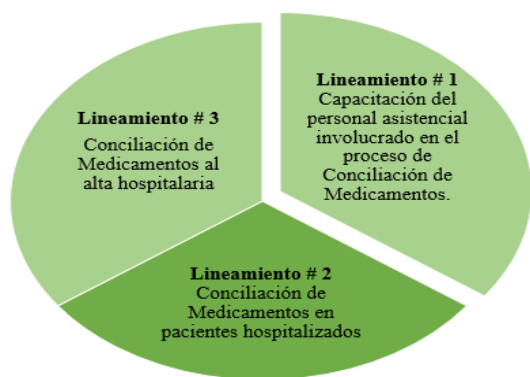 Lineamiento # 1
Capacitación del
personal asistencial
involucrado en el
proceso de
Conciliación de
Medicamentos.
Lineamiento # 3
Conciliación de
Medicamentos al
alta hospitalaria
Lineamiento # 2
Conciliación de
Medicamentos en
pacientes hospitalizados